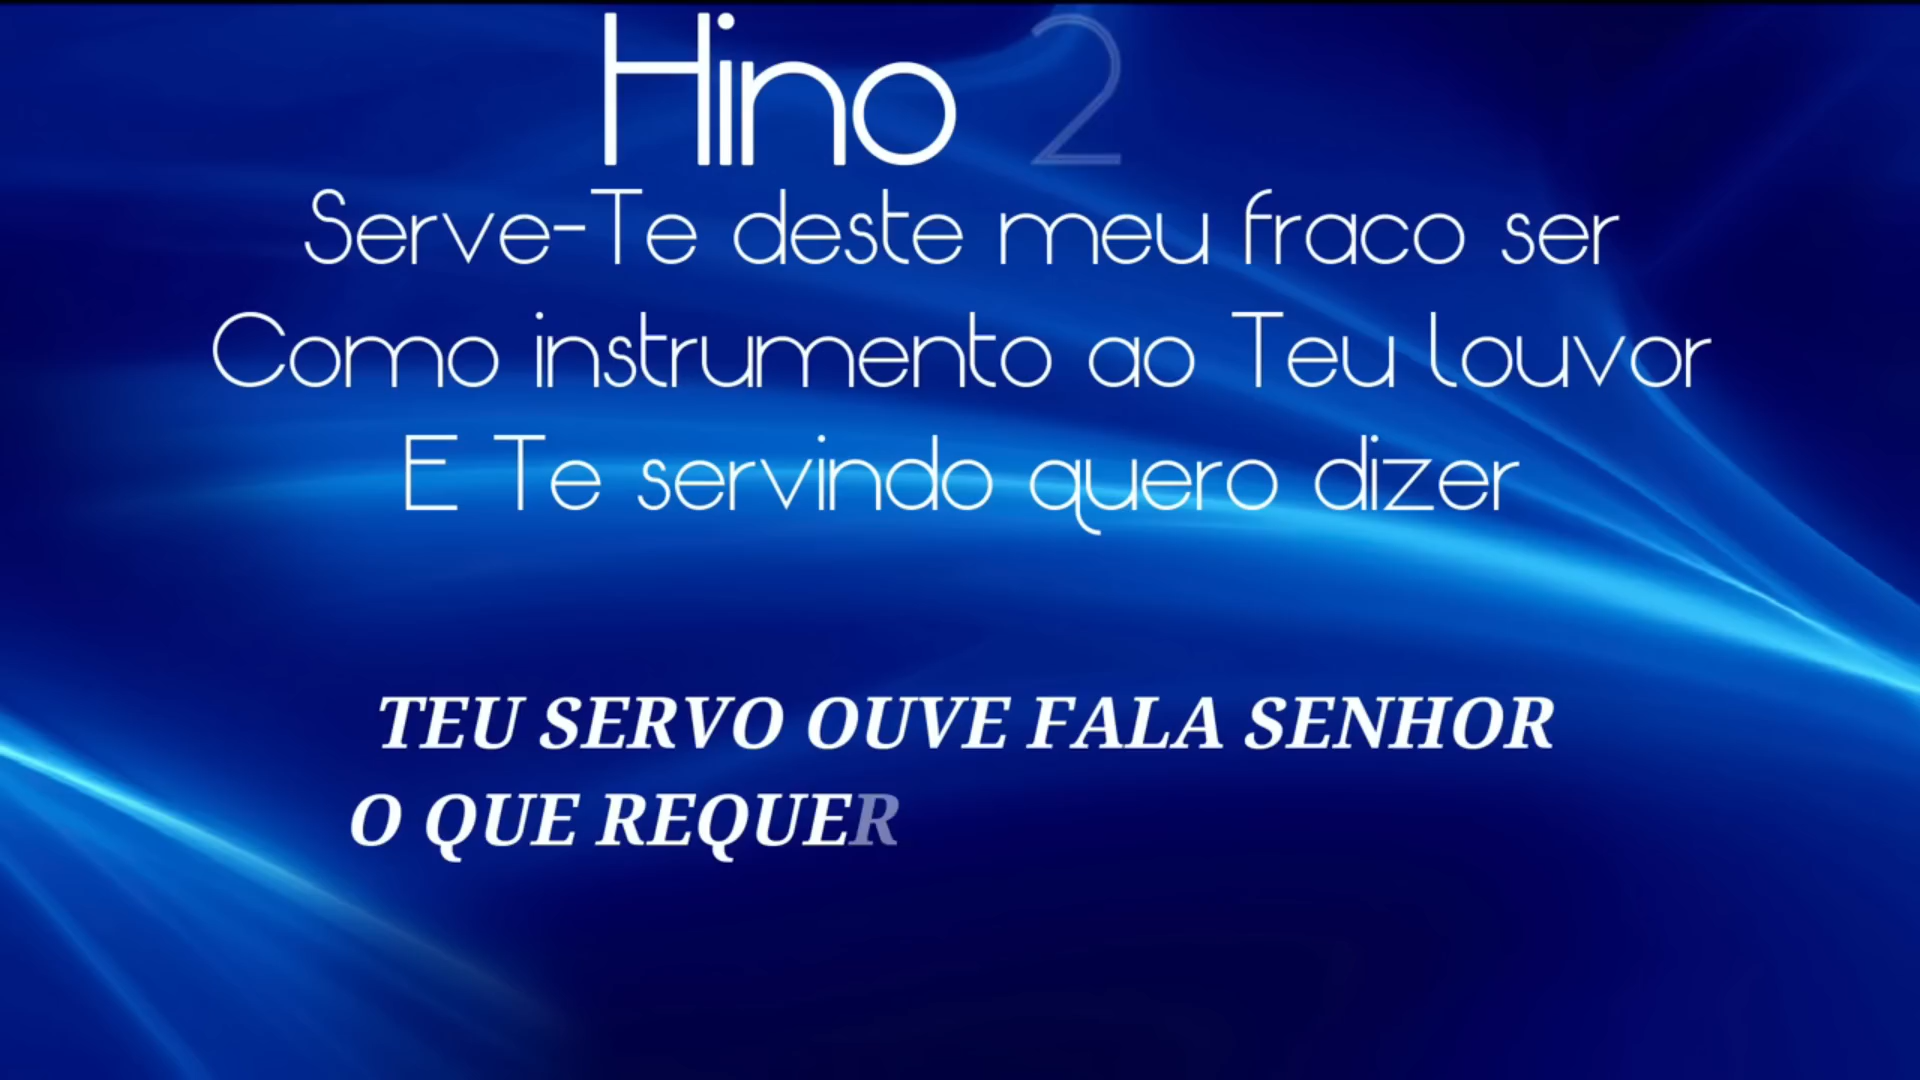 Hino 2
Serve-Te deste meu fraco ser
Como instrumento ao Teu louvor
E Te servindo quero dizer
TEU SERVO OUVE FALA SENHOR
O QUE REQUER